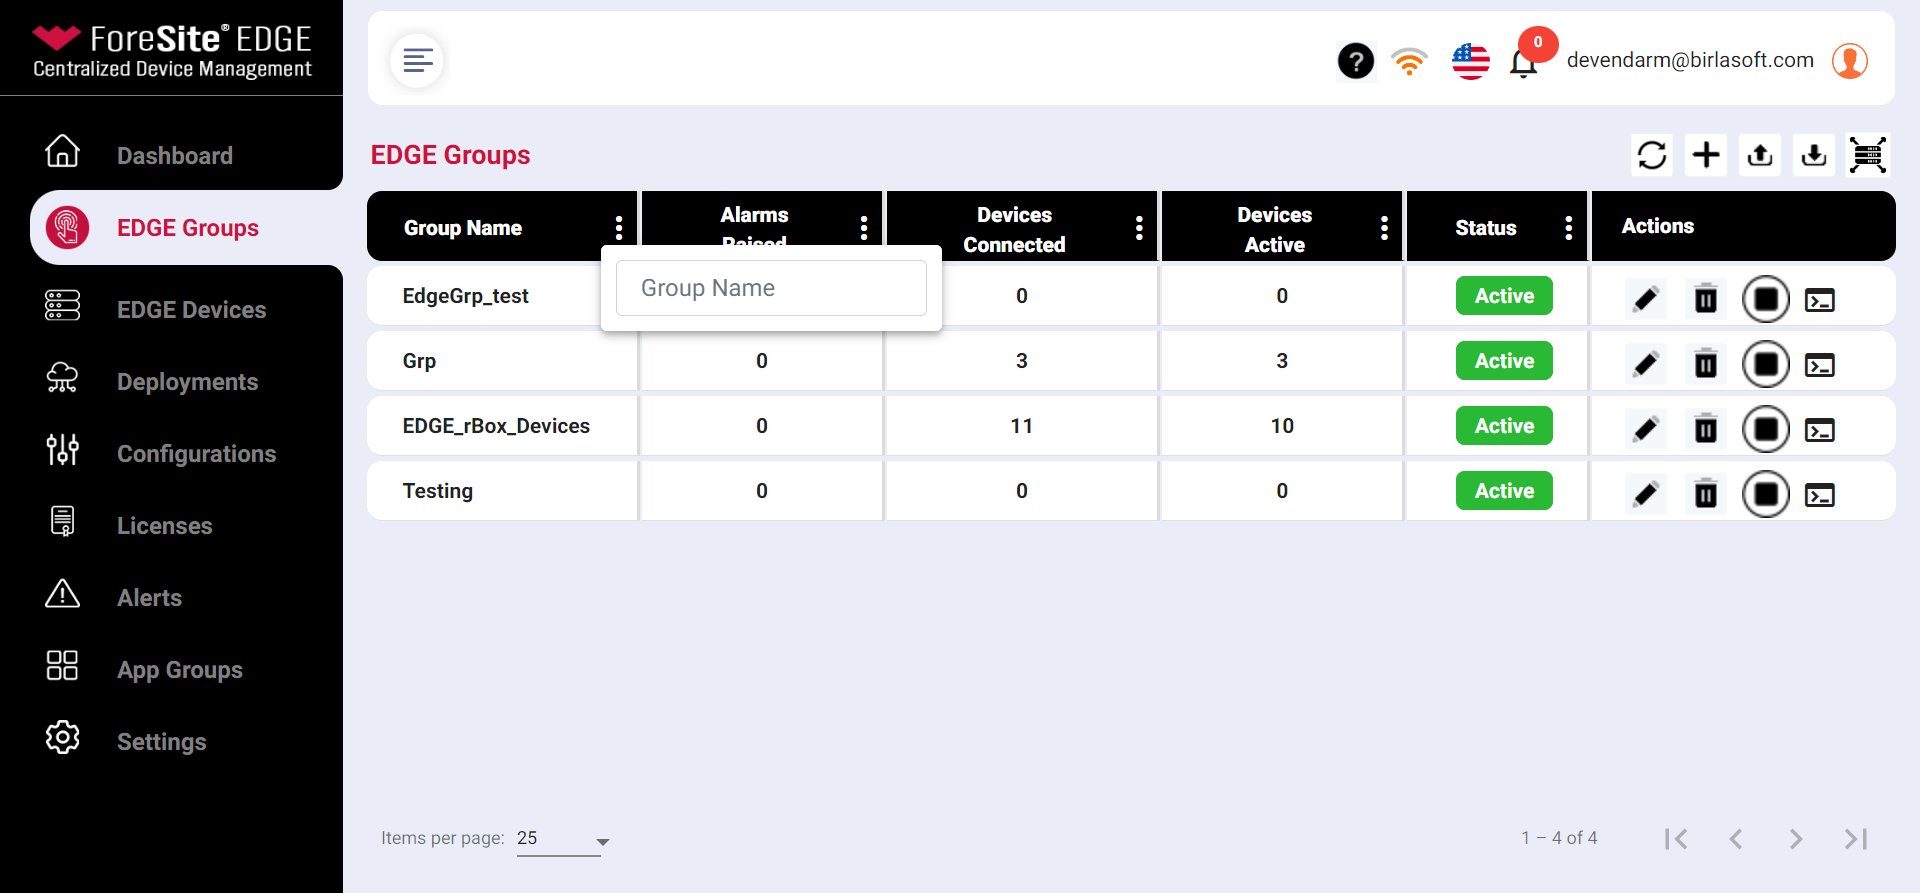 ForeSite® EDGE
Centralized Device Management
0
devendarm@birlasoft.com
Dashboard
EDGE Groups
EDGE Devices
Deployments
Configurations
Licenses
Alerts
App Groups
Settings
EDGE Groups
Group Name
Alarms
Raised
Devices
Connected
Devices
Active
Status
Actions
Group Name
EdgeGrp_test 0 0 Active
Grp 0 3 3 Active
EDGE_rBox_Devices 0 11 10 Active
Testing 0 0 0 Active
Items per page: 25
1 – 4 of 4